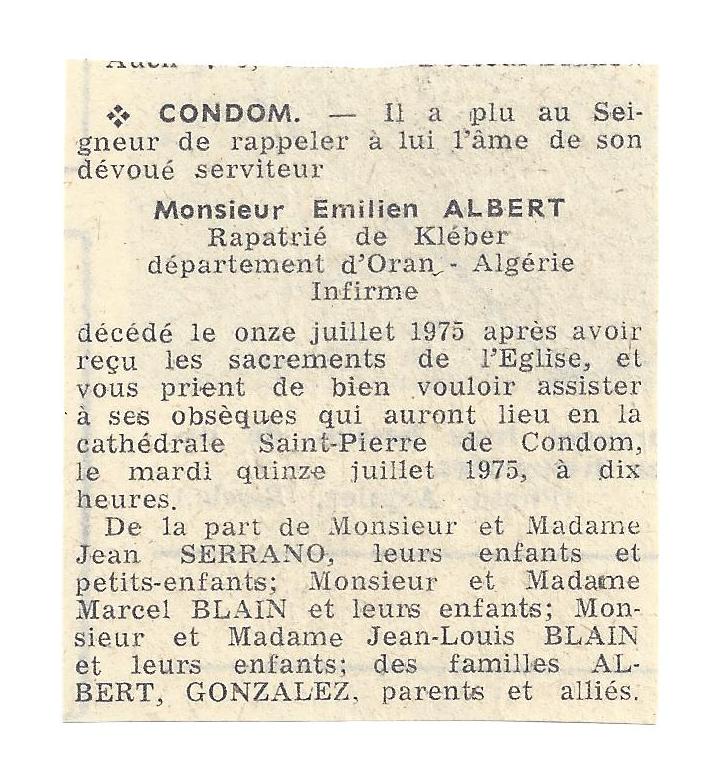 ❖ CONDOM. — Il a plu au Sei-
gneur de rappeler à lui l'âme de son
dévoué serviteur
Monsieur Emilien ALBERT
Rapatrié de Kléber
département d'Oran - Algérie
Infirme
décédé le onze juillet 1975 après avoir
reçu les sacrements de l'Eglise, et
vous prient de bien vouloir assister
à ses obsèques qui auront lieu en la
cathédrale Saint-Pierre de Condom,
le mardi quinze juillet 1975, à dix
heures.
De la part de Monsieur et Madame
Jean SERRANO, leurs enfants et
petits-enfants; Monsieur et Madame
Marcel BLAIN et leurs enfants; Mon-
sieur et Madame Jean-Louis BLAIN
et leurs enfants; des familles AL-
BERT, GONZALEZ, parents et alliés.